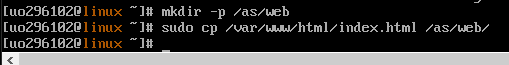 [uo296102@linux ~]# mkdir -p /as/web
[uo296102@linux ~]# sudo cp /var/www/html/index.html /as/web/
[uo296102@linux ~]#